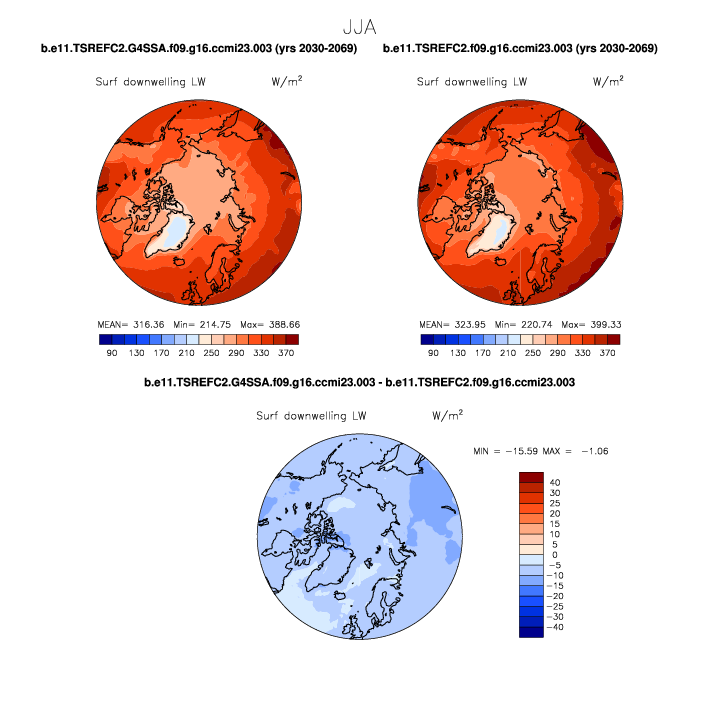 JJA
b.e11.TSREFC2.G4SSA.f09.g16.ccmi23.003 (yrs 2030-2069) b.e11.TSREFC2.f09.g16.ccmi23.003 (yrs 2030-2069)
Surf downwelling LW W/m² Surf downwelling LW W/m²
MEAN= 316.36 Min= 214.75 Max= 388.66 MEAN= 323.95 Min= 220.74 Max= 399.33
90 130 170 210 250 290 330 370 90 130 170 210 250 290 330 370
b.e11.TSREFC2.G4SSA.f09.g16.ccmi23.003 - b.e11.TSREFC2.f09.g16.ccmi23.003
Surf downwelling LW W/m²
MIN = -15.59 MAX = -1.06
40
30
25
20
15
10
5
0
-5
-10
-15
-20
-25
-30
-40